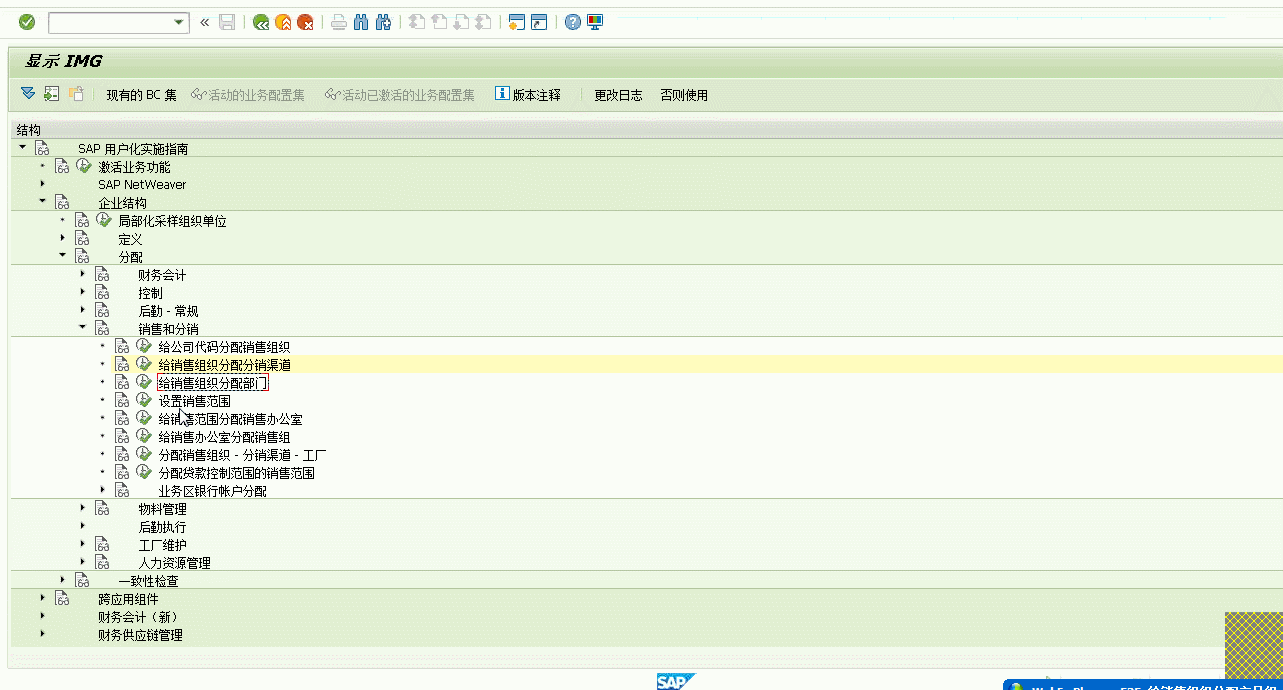 显示 IMG
现有的 BC 集 活动的业务配置集 活动已激活的业务配置集 版本注释 更改日志 否则使用
结构
SAP 用户化实施指南
激活业务功能
SAP NetWeaver
企业结构
局部化采样组织单位
定义
分配
财务会计
控制
后勤 - 常规
销售和分销
给公司代码分配销售组织
给销售组织分配分销渠道
给销售组织分配部门
设置销售范围
给销售范围分配销售办公室
给销售办公室分配销售组
分配销售组织 - 分销渠道 - 工厂
分配贷款控制范围的销售范围
业务区银行帐户分配
物料管理
后勤执行
工厂维护
人力资源管理
一致性检查
跨应用组件
财务会计（新）
财务供应链管理
SAP